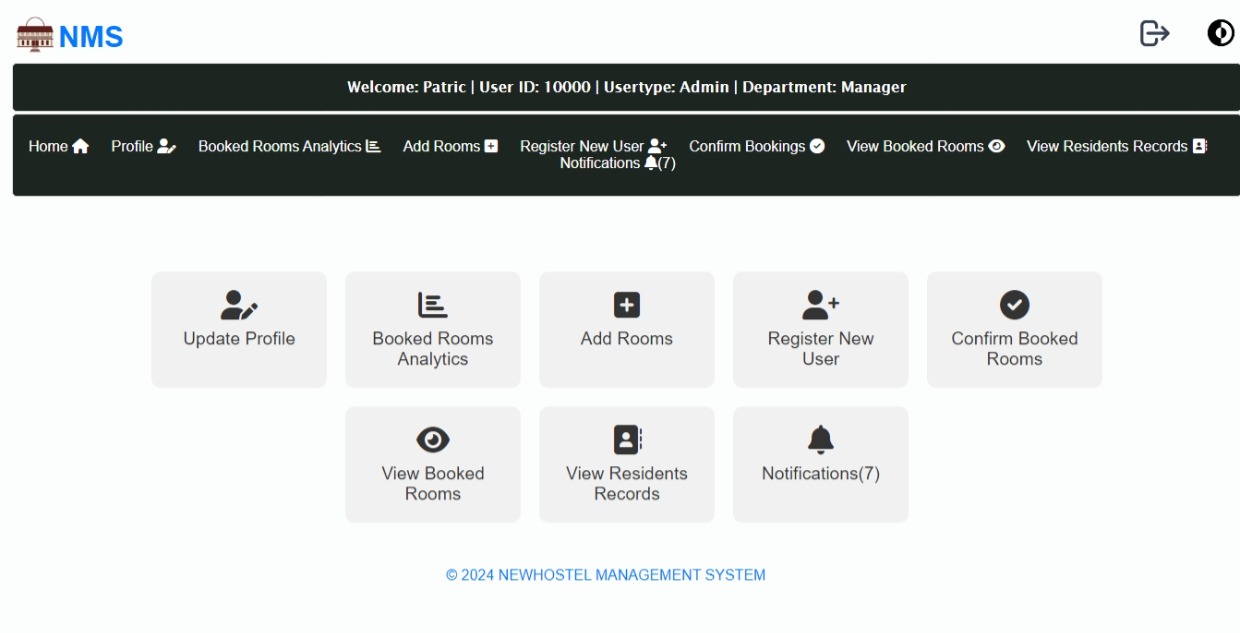 NMS
Welcome: Patric | User ID: 10000 | Usertype: Admin | Department: Manager
Home Profile Booked Rooms Analytics Add Rooms Register New User Confirm Bookings View Booked Rooms View Residents Records
Notifications (7)
Update Profile
Booked Rooms
Analytics
Add Rooms
Register New
User
Confirm Booked
Rooms
View Booked
Rooms
View Residents
Records
Notifications(7)
© 2024 NEWHOSTEL MANAGEMENT SYSTEM